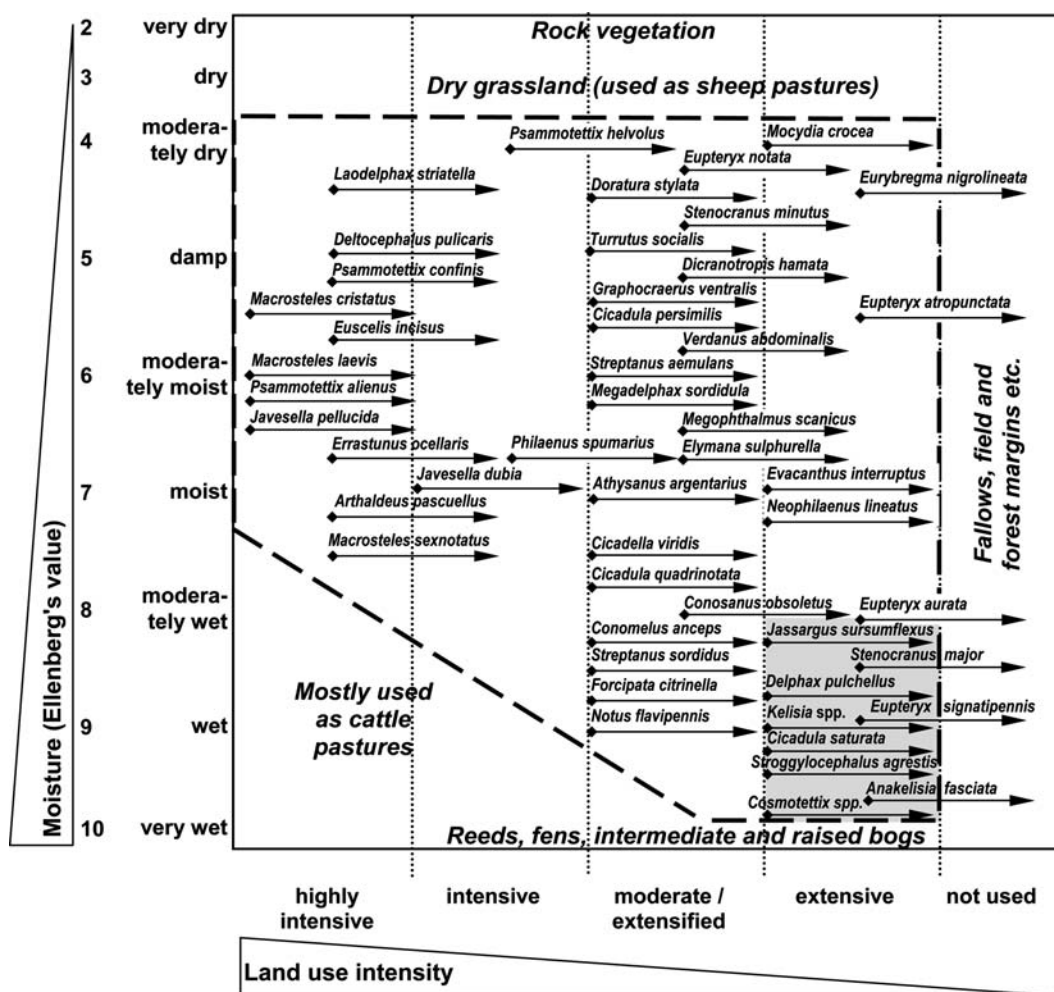 2 very dry
Rock vegetation
3 dry
Dry grassland (used as sheep pastures)
4 modera-
tely dry
Psammotettix helvolus
Mocydia crocea
Eupteryx notata
Laodelphax striatella
Doratura stylata
Eurybregma nigrolineata
Stenocranus minutus
5 damp
Deltocephalus pulicaris
Turrutus socialis
Psammotettix confinis
Dicranotropis hamata
Graphocraerus ventralis
Macrosteles cristatus
Eupteryx atropunctata
Cicadula persimilis
Euscelis incisus
Verdanus abdominalis
6 modera-
tely moist
Macrosteles laevis
Streptanus aemulans
Psammotettix alienus
Megadelphax sordidula
Javesella pellucida
Megophthalmus scanicus
Errastunus ocellaris
Philaenus spumarius
Elymana sulphurella
7 moist
Javesella dubia
Athysanus argentarius
Evacanthus interruptus
Arthaldeus pascuellus
Neophilaenus lineatus
Macrosteles sexnotatus
Cicadella viridis
Cicadula quadrinotata
8 modera-
tely wet
Conosanus obsoletus
Eupteryx aurata
Conomelus anceps
Jassargus sursumflexus
Streptanus sordidus
Stenocranus major
Forcipata citrinella
Delphax pulchellus
9 wet
Notus flavipennis
Kelisia spp.
Eupteryx signatipennis
Cicadula saturata
Stroggylocephalus agrestis
Anakelisia fasciata
Cosmotettix spp.
10 very wet
Mostly used
as cattle
pastures
Reeds, fens, intermediate and raised bogs
Fallows, field and
forest margins etc.
Moisture (Ellenberg's value)
highly
intensive
intensive
moderate /
extensified
extensive
not used
Land use intensity